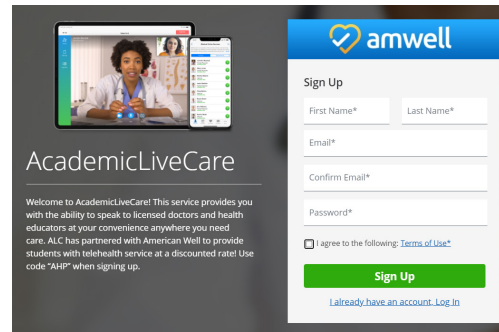 amwell
Sign Up
First Name*
Last Name*
Email*
Confirm Email*
Password*
I agree to the following: Terms of Use*
Sign Up
I already have an account. Log In
AcademicLiveCare
Welcome to AcademicLiveCare! This service provides you
with the ability to speak to licensed doctors and health
educators at your convenience anywhere you need
care. ALC has partnered with American Well to provide
students with telehealth service at a discounted rate! Use
code "AHP" when signing up.